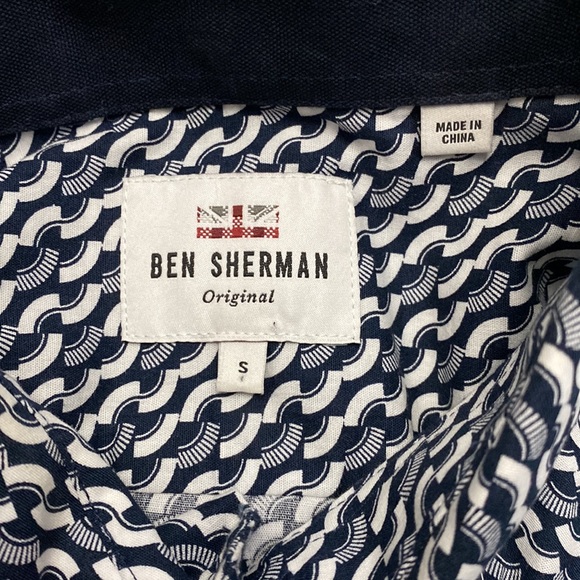 MADE IN
CHINA
BEN SHERMAN
Original
S